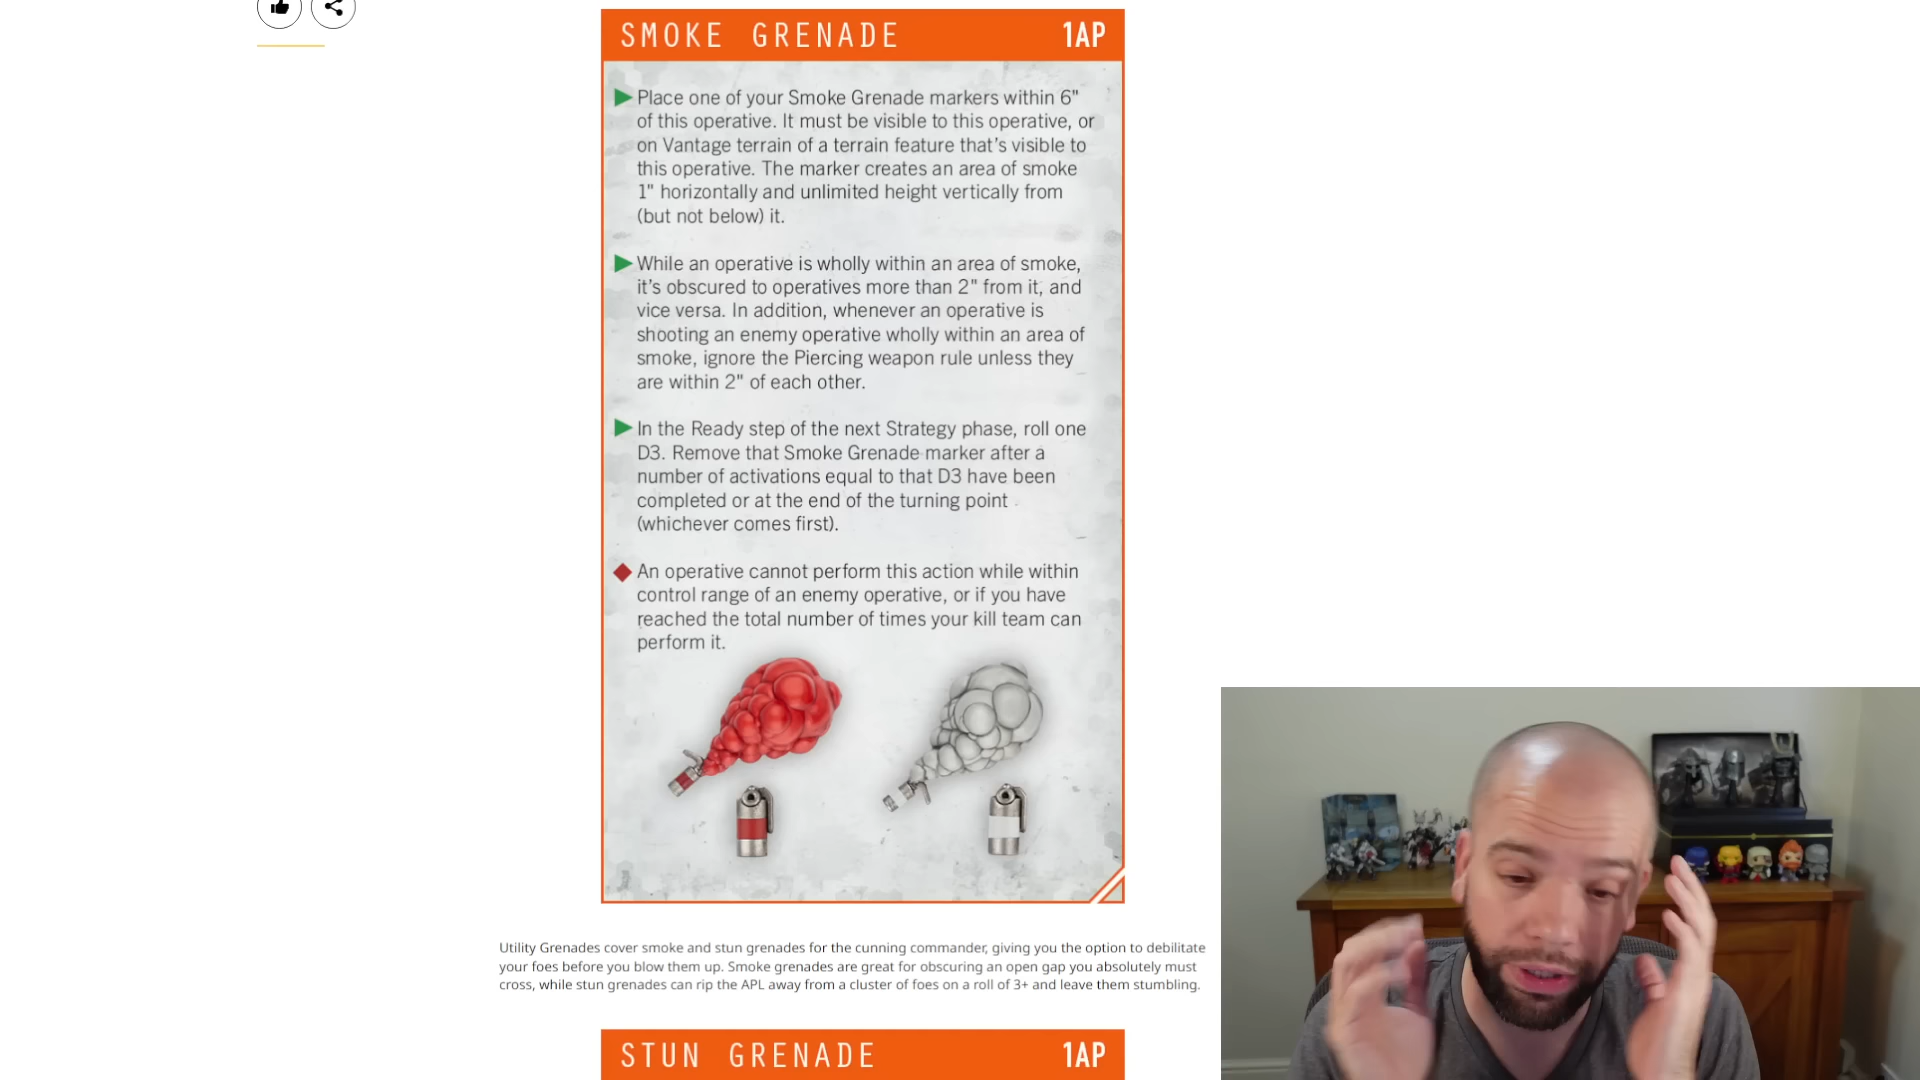 SMOKE GRENADE 1AP
Place one of your Smoke Grenade markers within 6"
of this operative. It must be visible to this operative, or
on Vantage terrain of a terrain feature that's visible to
this operative. The marker creates an area of smoke
1" horizontally and unlimited height vertically from
(but not below) it.
While an operative is wholly within an area of smoke,
it's obscured to operatives more than 2" from it, and
vice versa. In addition, whenever an operative is
shooting an enemy operative wholly within an area of
smoke, ignore the Piercing weapon rule unless they
are within 2" of each other.
In the Ready step of the next Strategy phase, roll one
D3. Remove that Smoke Grenade marker after a
number of activations equal to that D3 have been
completed or at the end of the turning point
(whichever comes first).
An operative cannot perform this action while within
control range of an enemy operative, or if you have
reached the total number of times your kill team can
perform it.
Utility Grenades cover smoke and stun grenades for the cunning commander, giving you the option to debilitate
your foes before you blow them up. Smoke grenades are great for obscuring an open gap you absolutely must
cross, while stun grenades can rip the APL away from a cluster of foes on a roll of 3+ and leave them stumbling.
STUN GRENADE 1AP